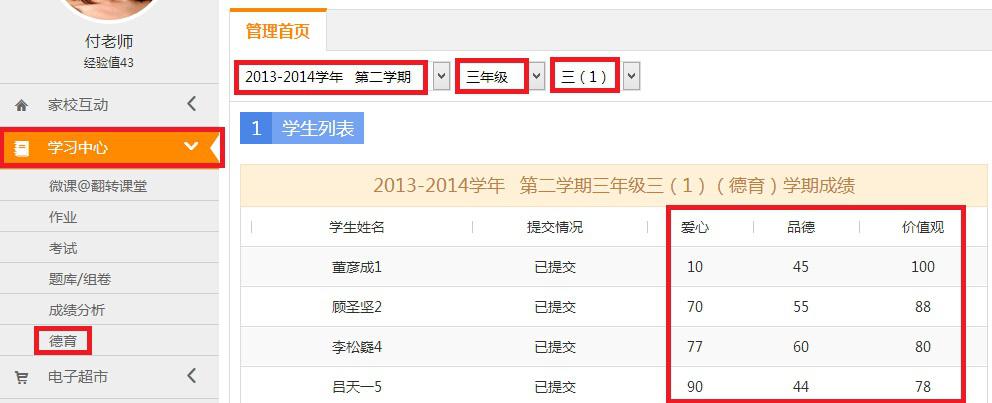 付老师
经验值43
家校互动
学习中心
微课@翻转课堂
作业
考试
题库/组卷
成绩分析
德育
电子超市
管理首页
2013-2014学年 第二学期 三年级 三（1）
1 学生列表
2013-2014学年 第二学期三年级三（1）（德育）学期成绩
学生姓名 提交情况 爱心 品德 价值观
董彦成1 已提交 10 45 100
顾圣坚2 已提交 70 55 88
李松嶷4 已提交 77 60 80
吕天一5 已提交 90 44 78